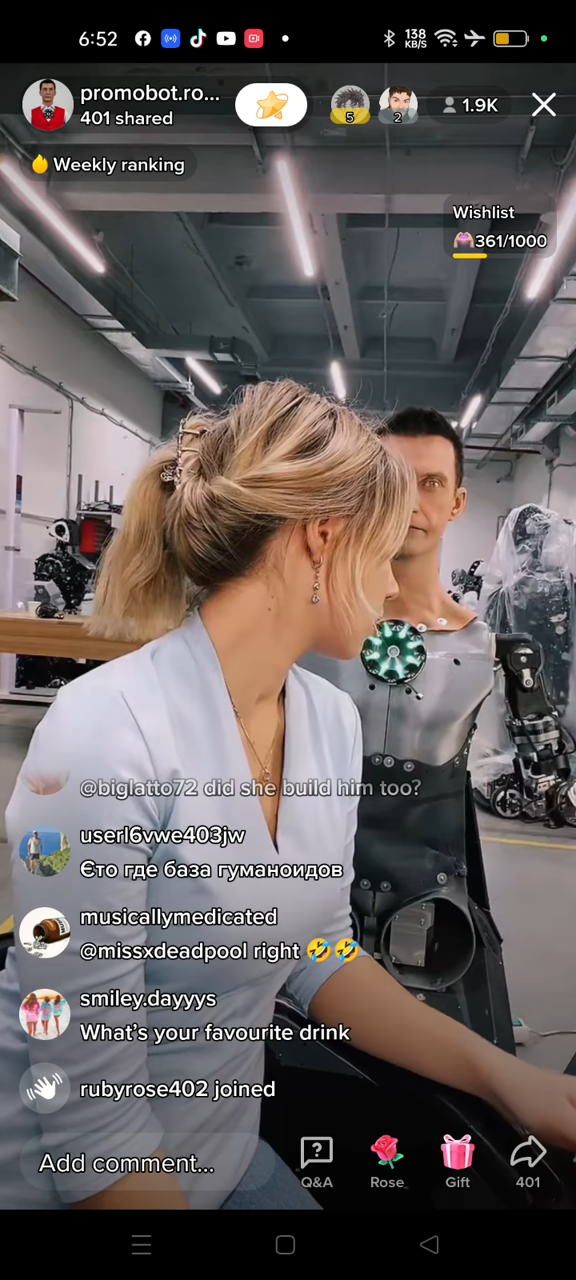 6:52
138
KB/S
promobot.ro...
401 shared
5
2
1.9K
Weekly ranking
Wishlist
361/1000
@biglatto72 did she build him too?
userl6vwe403jw
Єто где база гуманоидов
musicallymedicated
@missxdeadpool right 🤣🤣
smiley.dayyys
What's your favourite drink
rubyrose402 joined
Add comment...
Q&A
Rose
Gift
401